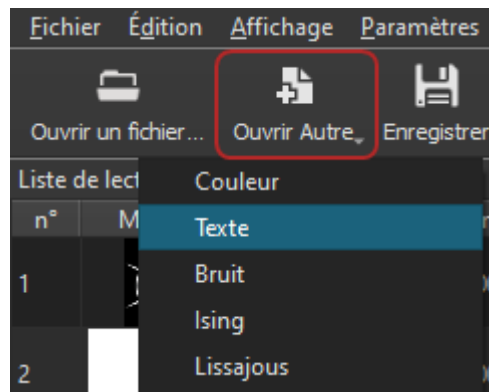 Fichier Édition Affichage Paramètres
Ouvrir un fichier... Ouvrir Autre Enregistrer
Liste de lect
n° M
Couleur
Texte
1
Bruit
Ising
2
Lissajous